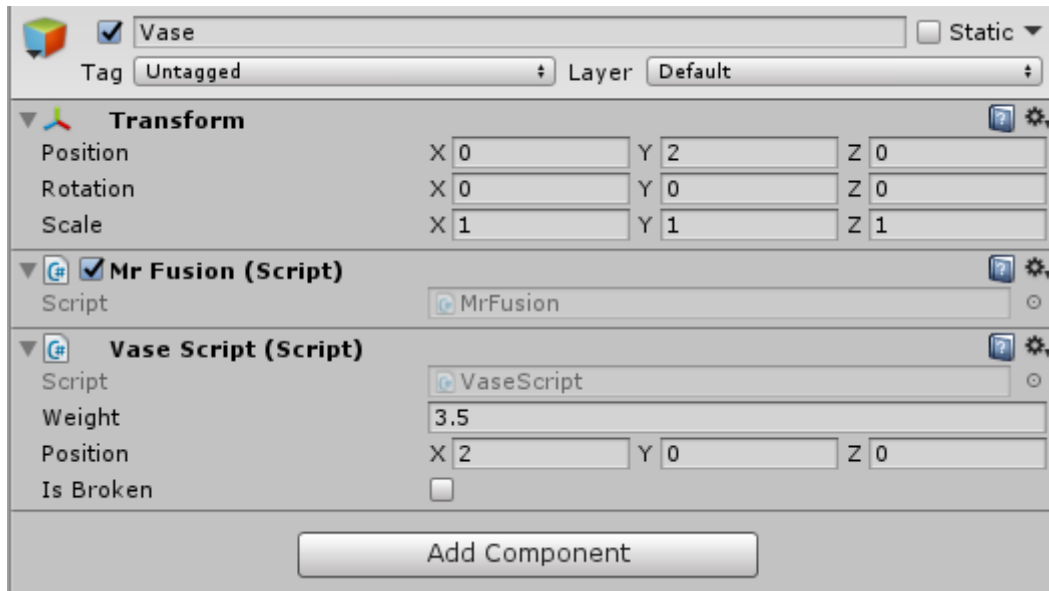 Vase Static
Tag Untagged Layer Default
Transform
Position X 0 Y 2 Z 0
Rotation X 0 Y 0 Z 0
Scale X 1 Y 1 Z 1
Mr Fusion (Script)
Script MrFusion
Vase Script (Script)
Script VaseScript
Weight 3.5
Position X 2 Y 0 Z 0
Is Broken
Add Component